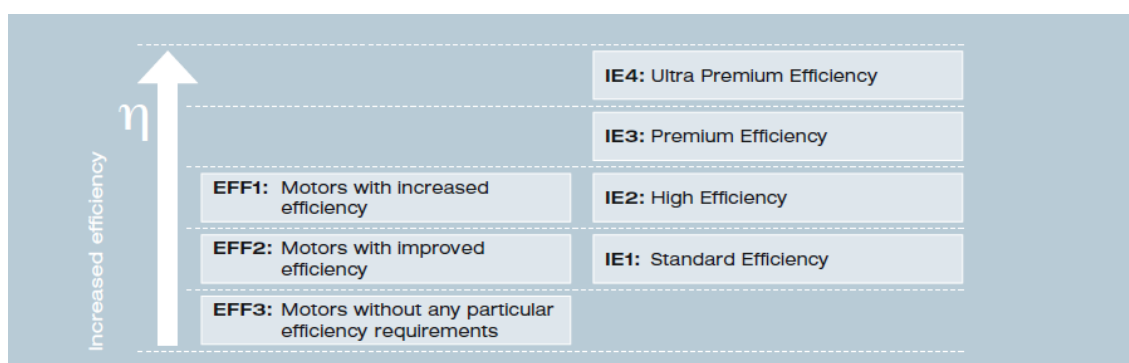 Increased efficiency
η
EFF1: Motors with increased
efficiency
EFF2: Motors with improved
efficiency
EFF3: Motors without any particular
efficiency requirements
IE4: Ultra Premium Efficiency
IE3: Premium Efficiency
IE2: High Efficiency
IE1: Standard Efficiency